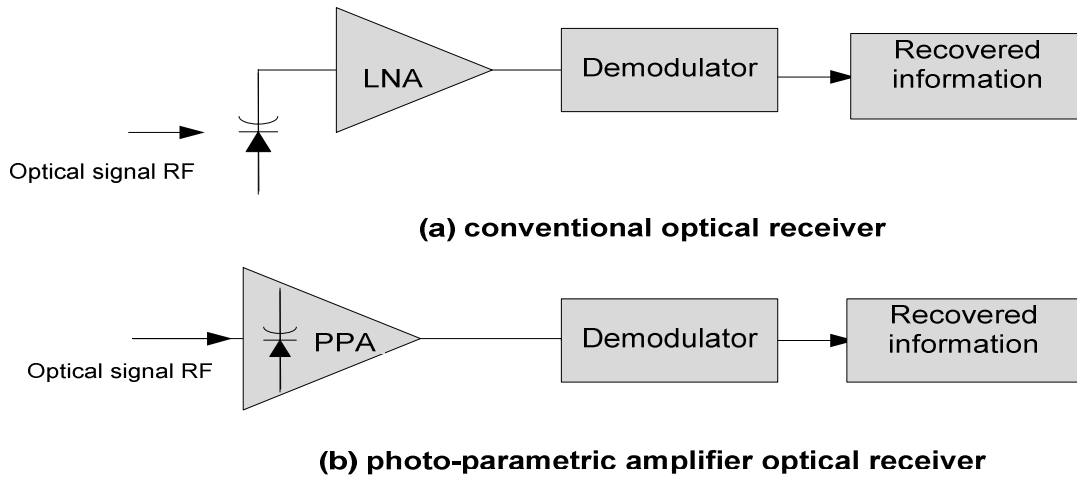 LNA
Demodulator
Recovered
information
Optical signal RF
(a) conventional optical receiver
PPA
Demodulator
Recovered
information
Optical signal RF
(b) photo-parametric amplifier optical receiver